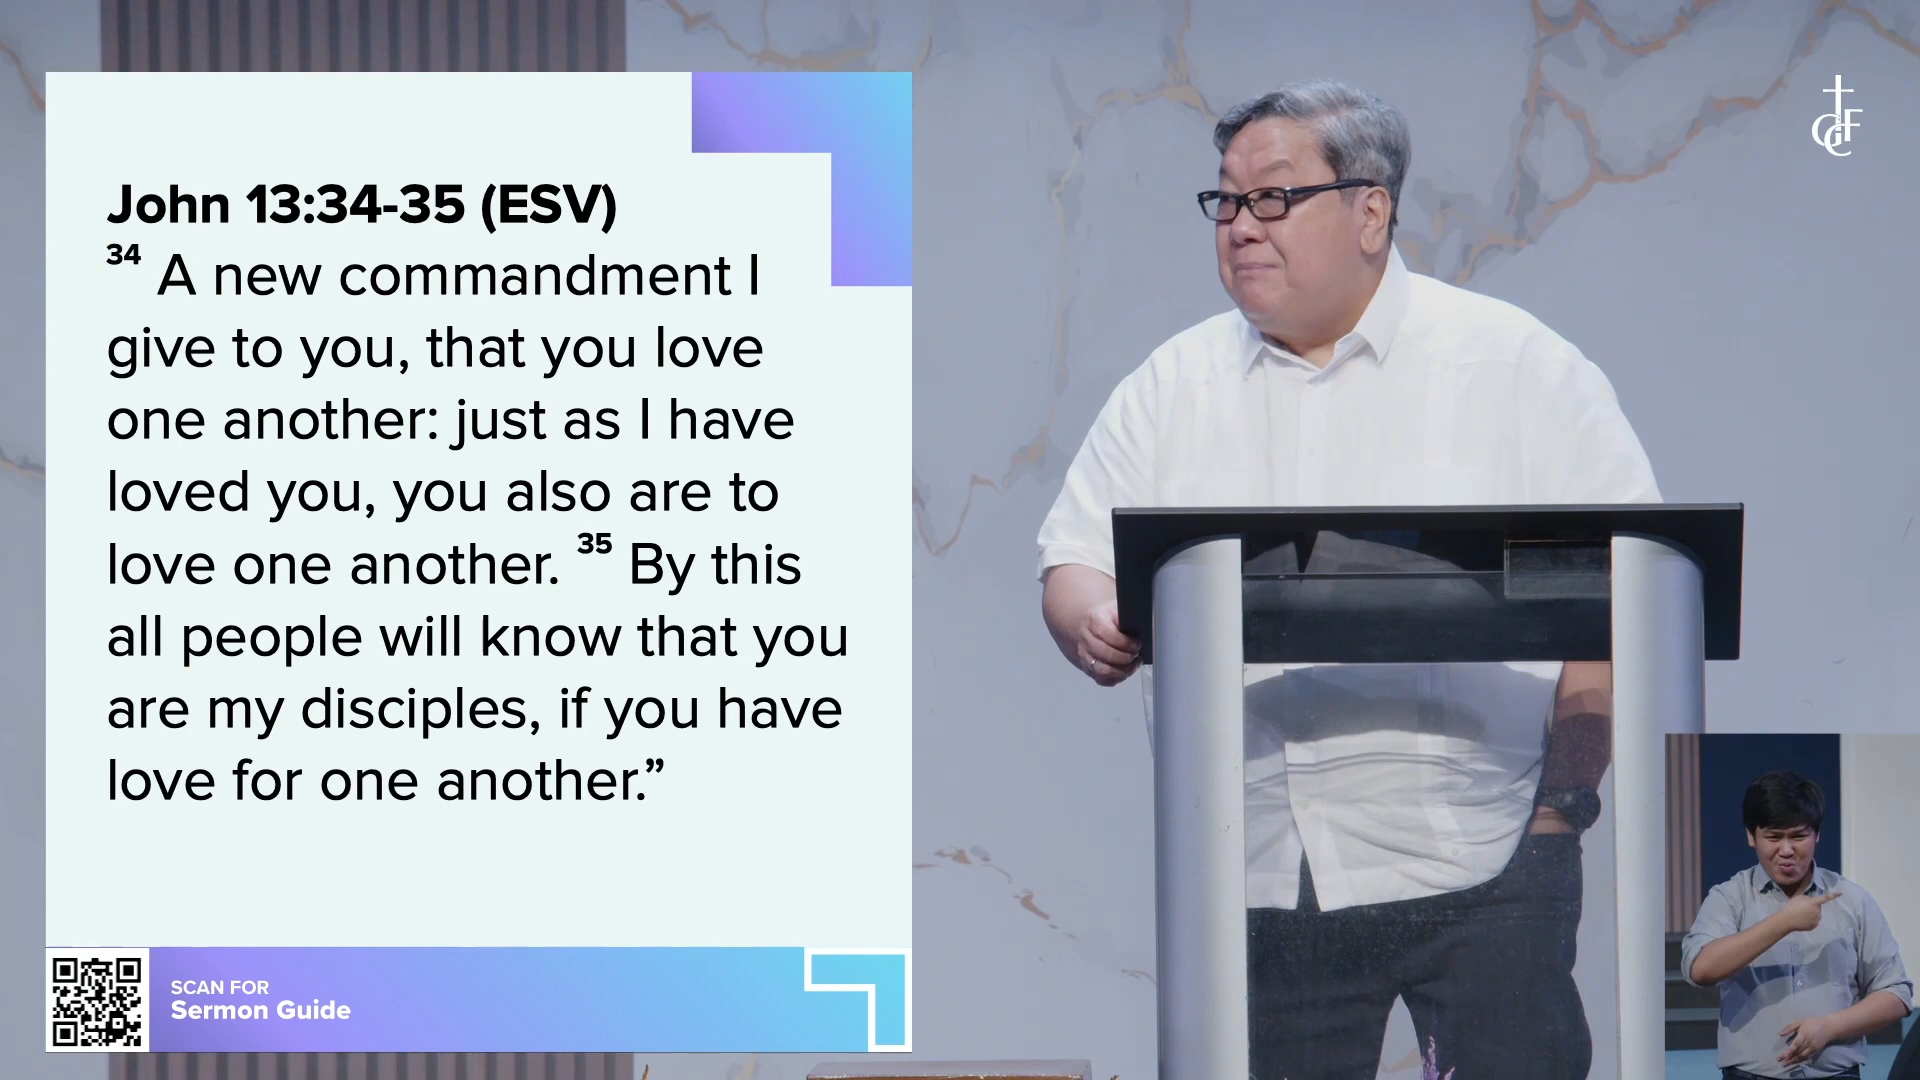 John 13:34-35 (ESV)
34 A new commandment I
give to you, that you love
one another: just as I have
loved you, you also are to
love one another. 35 By this
all people will know that you
are my disciples, if you have
love for one another.”
SCAN FOR
Sermon Guide